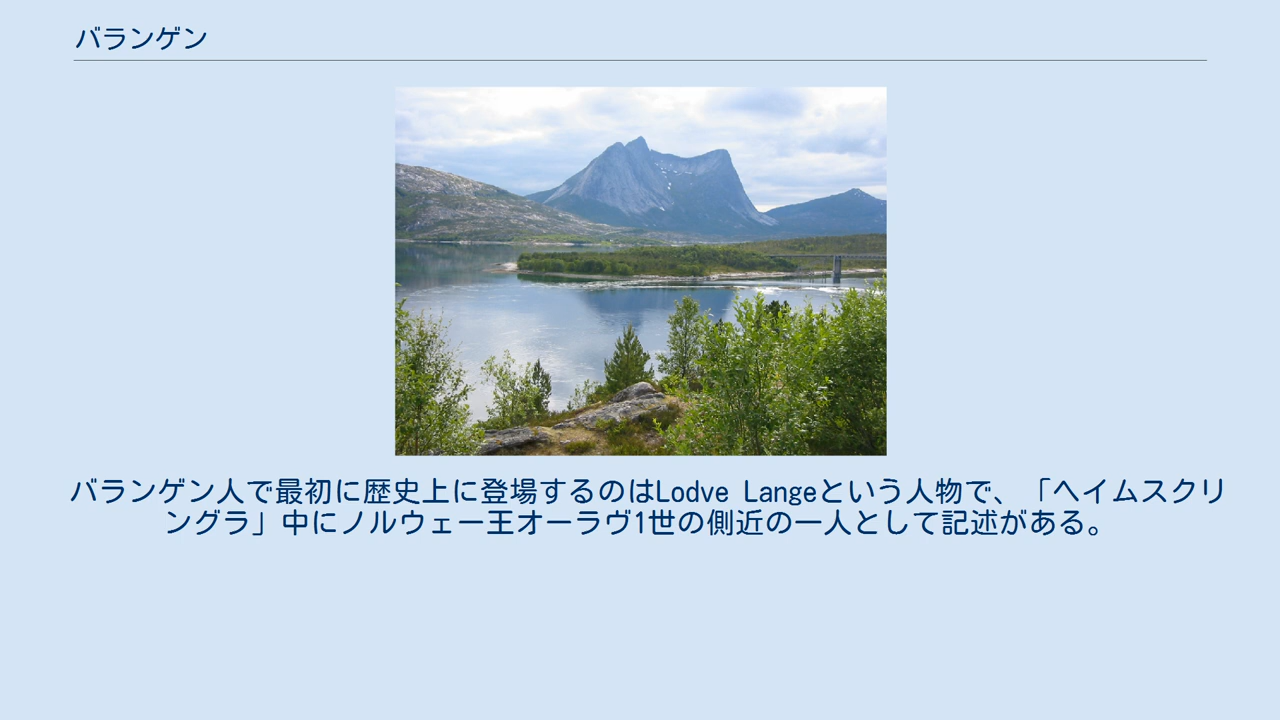 バランゲン
バランゲン人で最初に歴史上に登場するのはLodve Langeという人物で、「ヘイムスクリ
ングラ」中にノルウェー王オーラヴ1世の側近の一人として記述がある。